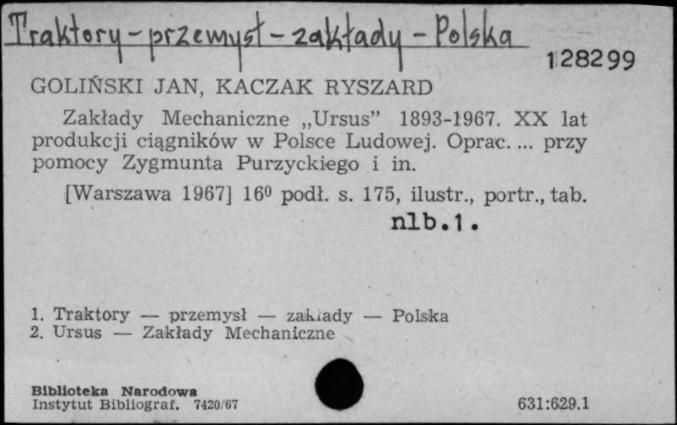 Traktory - przemysł - zakłady - Polska
128299
GOLIŃSKI JAN, KACZAK RYSZARD
Zakłady Mechaniczne „Ursus” 1893-1967. XX lat
produkcji ciągników w Polsce Ludowej. Oprac. ... przy
pomocy Zygmunta Purzyckiego i in.
[Warszawa 1967] 16⁰ podł. s. 175, ilustr., portr., tab.
nlb.1.
1. Traktory — przemysł — zakłady — Polska
2. Ursus — Zakłady Mechaniczne
Biblioteka Narodowa
Instytut Bibliograf. 7420/67
631:629.1